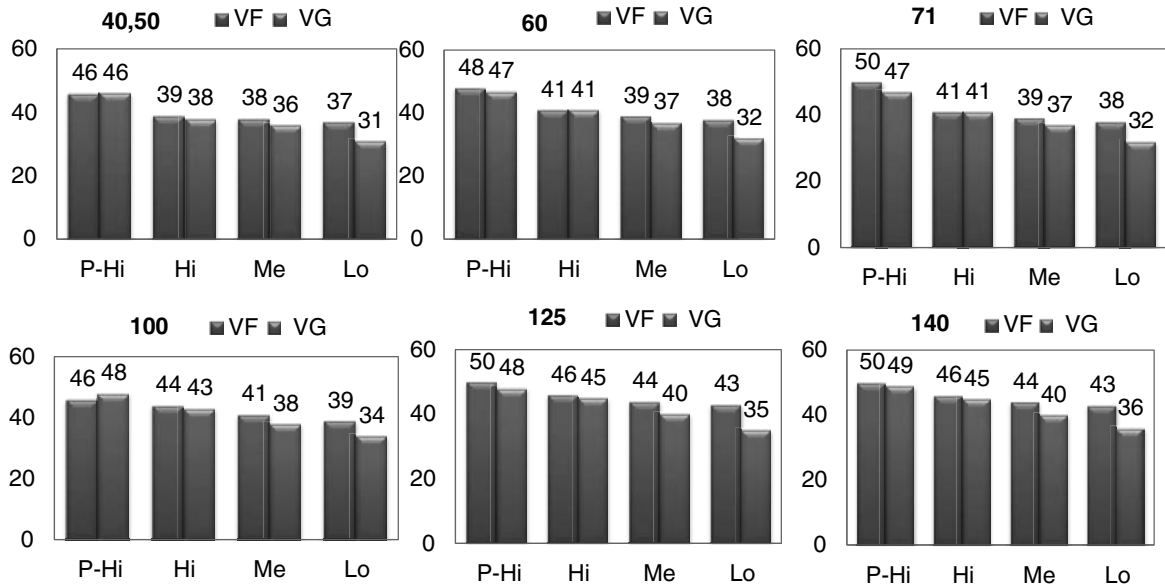 40,50 VF VG
60
40
20
0
46 46 39 38 38 36 37 31
P-Hi Hi Me Lo
60 VF VG
60
40
20
0
48 47 41 41 39 37 38 32
P-Hi Hi Me Lo
71 VF VG
60
40
20
0
50 47 41 41 39 37 38 32
P-Hi Hi Me Lo
100 VF VG
60
40
20
0
46 48 44 43 41 38 39 34
P-Hi Hi Me Lo
125 VF VG
60
40
20
0
50 48 46 45 44 40 43 35
P-Hi Hi Me Lo
140 VF VG
60
40
20
0
50 49 46 45 44 40 43 36
P-Hi Hi Me Lo